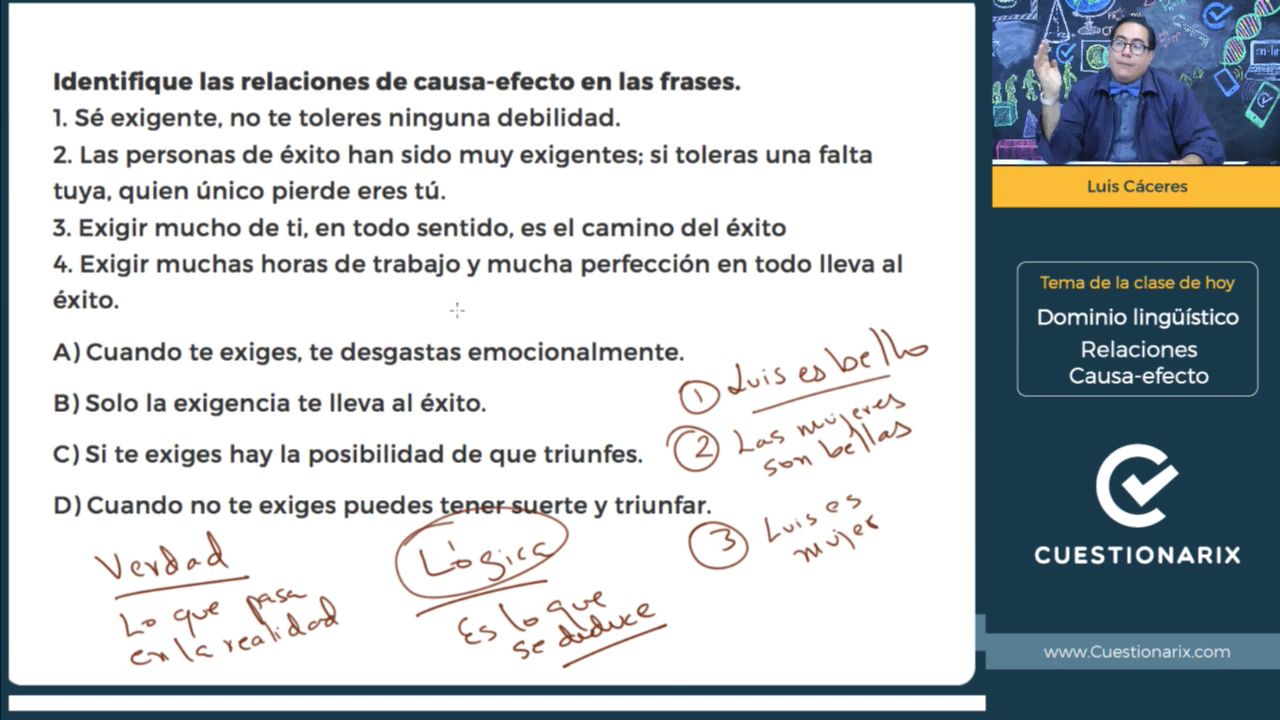 Identifique las relaciones de causa-efecto en las frases.
1. Sé exigente, no te toleres ninguna debilidad.
2. Las personas de éxito han sido muy exigentes; si toleras una falta
tuya, quien único pierde eres tú.
3. Exigir mucho de ti, en todo sentido, es el camino del éxito
4. Exigir muchas horas de trabajo y mucha perfección en todo lleva al
éxito.
A) Cuando te exiges, te desgastas emocionalmente.
B) Solo la exigencia te lleva al éxito.
C) Si te exiges hay la posibilidad de que triunfes.
D) Cuando no te exiges puedes tener suerte y triunfar.
1 Luis es bello
2 Las mujeres
son bellas
3 Luis es
mujer
Verdad
Lo que pasa
en la realidad
Lógica
Es lo que
se deduce
Luis Cáceres
Tema de la clase de hoy
Dominio lingüístico
Relaciones
Causa-efecto
CUESTIONARIX
www.Cuestionarix.com